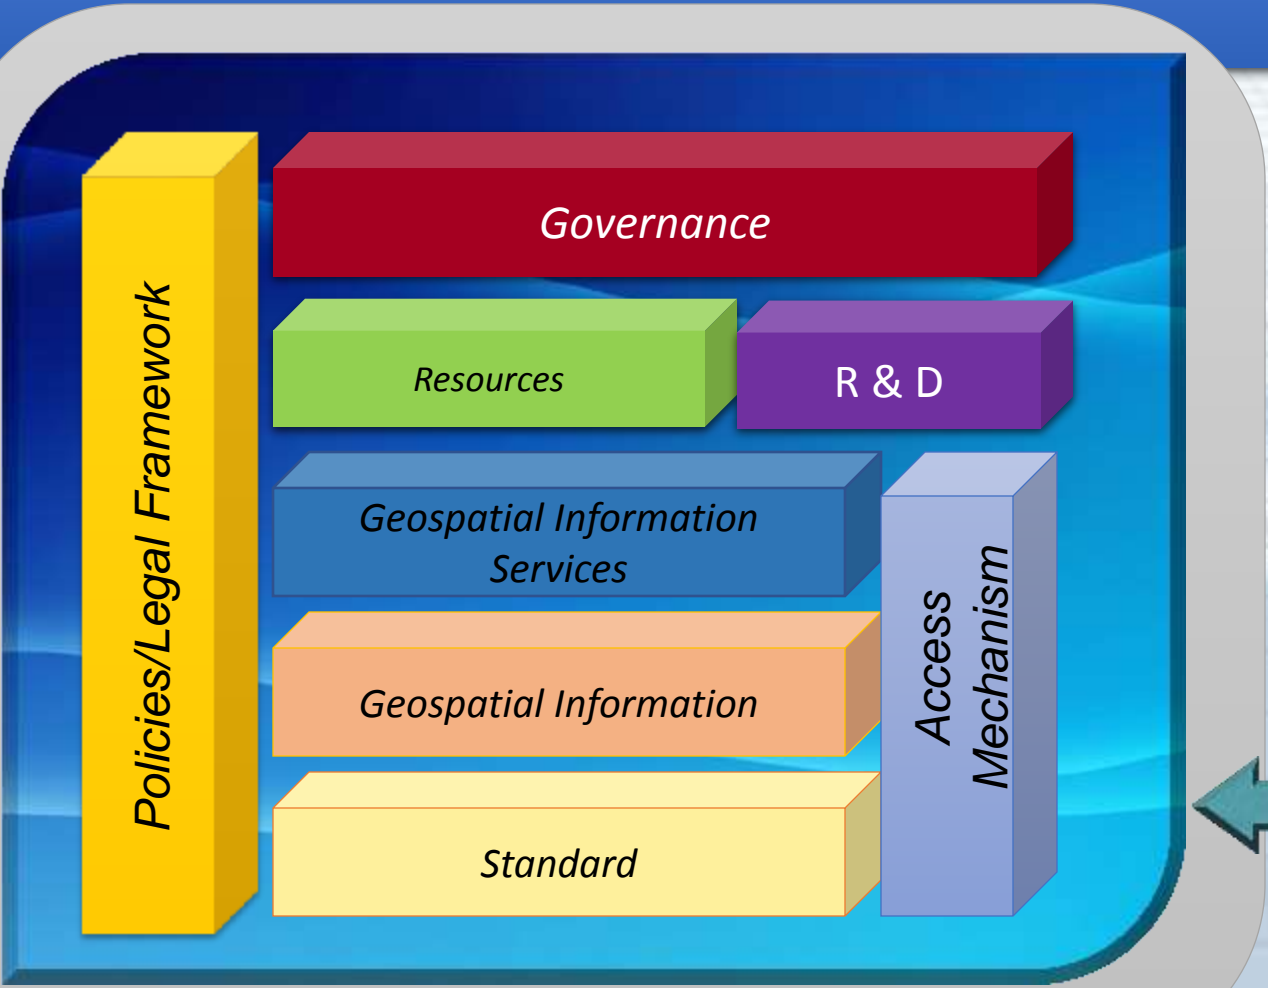 Policies/Legal Framework
Governance
Resources
R & D
Geospatial Information
Services
Geospatial Information
Standard
Access
Mechanism